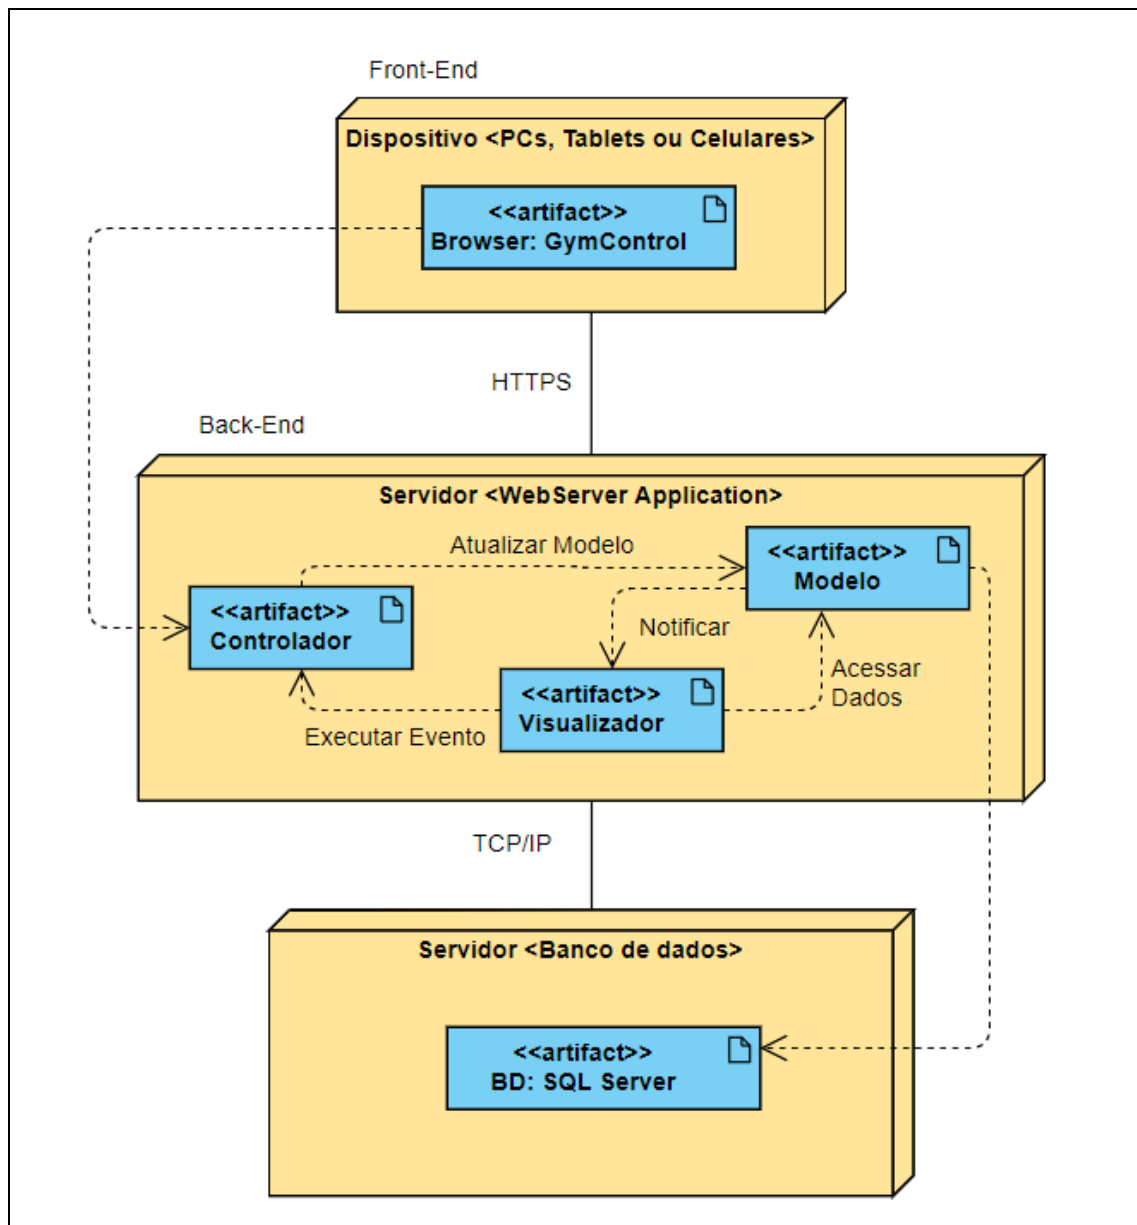 Front-End
Dispositivo <PCs, Tablets ou Celulares>
<<artifact>>
Browser: GymControl
HTTPS
Back-End
Servidor <WebServer Application>
Atualizar Modelo
<<artifact>>
Modelo
<<artifact>>
Controlador
Notificar
<<artifact>>
Visualizador
Acessar
Dados
Executar Evento
TCP/IP
Servidor <Banco de dados>
<<artifact>>
BD: SQL Server